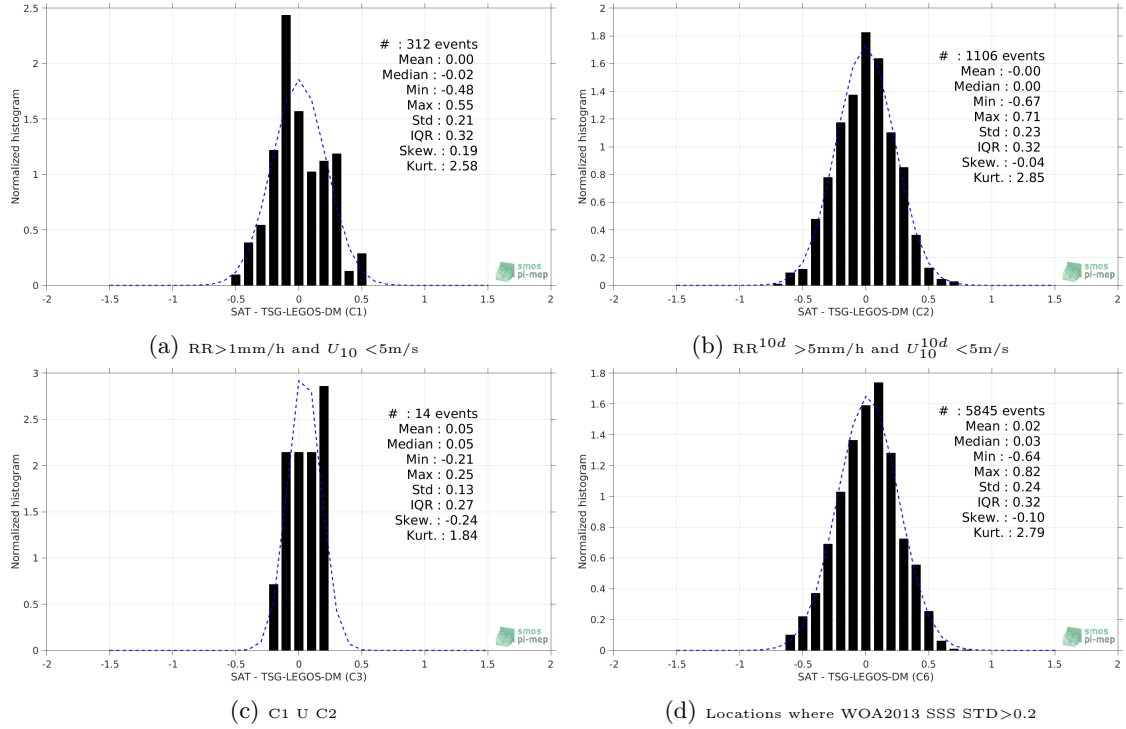 2.5
2
1.5
1
0.5
0
-2
-1.5
-1
-0.5
0
0.5
1
1.5
2
Normalized histogram
# : 312 events
Mean : 0.00
Median : -0.02
Min : -0.48
Max : 0.55
Std : 0.21
IQR : 0.32
Skew. : 0.19
Kurt. : 2.58
smos
pi-mep
SAT - TSG-LEGOS-DM (C1)
(a) RR>1mm/h and U10 <5m/s
2
1.8
1.6
1.4
1.2
1
0.8
0.6
0.4
0.2
0
-2
-1.5
-1
-0.5
0
0.5
1
1.5
2
Normalized histogram
# : 1106 events
Mean : -0.00
Median : 0.00
Min : -0.67
Max : 0.71
Std : 0.23
IQR : 0.32
Skew. : -0.04
Kurt. : 2.85
smos
pi-mep
SAT - TSG-LEGOS-DM (C2)
(b) RR10d >5mm/h and U10d10 <5m/s
3
2.5
2
1.5
1
0.5
0
-2
-1.5
-1
-0.5
0
0.5
1
1.5
2
Normalized histogram
# : 14 events
Mean : 0.05
Median : 0.05
Min : -0.21
Max : 0.25
Std : 0.13
IQR : 0.27
Skew. : -0.24
Kurt. : 1.84
smos
pi-mep
SAT - TSG-LEGOS-DM (C3)
(c) C1 U C2
1.8
1.6
1.4
1.2
1
0.8
0.6
0.4
0.2
0
-2
-1.5
-1
-0.5
0
0.5
1
1.5
2
Normalized histogram
# : 5845 events
Mean : 0.02
Median : 0.03
Min : -0.64
Max : 0.82
Std : 0.24
IQR : 0.32
Skew. : -0.10
Kurt. : 2.79
smos
pi-mep
SAT - TSG-LEGOS-DM (C6)
(d) Locations where WOA2013 SSS STD>0.2